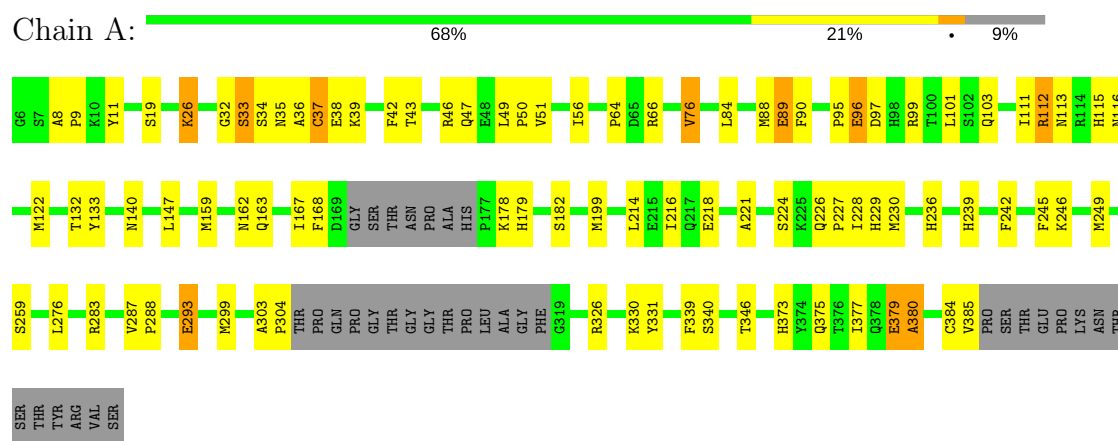 Chain A:
68% 21% • 9%
G6 S7 A8 P9 K10 Y11 S19 K26 G32 S33 S34 N35 A36 C37 E38 K39 F42 T43 R46 Q47 E48 L49 P50 V51 I56 P64 D65 R66 V76 L84 M88 E89 F90 P95 E96 D97 H98 R99 T100 L101 S102 Q103 I111 R112 N113 R114 H115 N116
M122 T132 Y133 N140 L147 M159 N162 Q163 I167 F168 D169 GLY SER THR ASN PRO ALA HIS P177 K178 H179 S182 M199 L214 E215 I216 Q217 E218 A221 S224 K225 Q226 P227 I228 H229 M230 H236 H239 F242 F245 K246 M249
S259 L276 R283 V287 P288 E293 M299 A303 P304 THR PRO GLN PRO GLY THR GLY GLY THR PRO LEU ALA GLY PHE G319 R326 K330 Y331 F339 S340 T346 H373 Y374 Q375 T376 I377 Q378 E379 A380 C384 V385 PRO SER THR GLU PRO LYS ASN THR
SER THR TYR ARG VAL SER